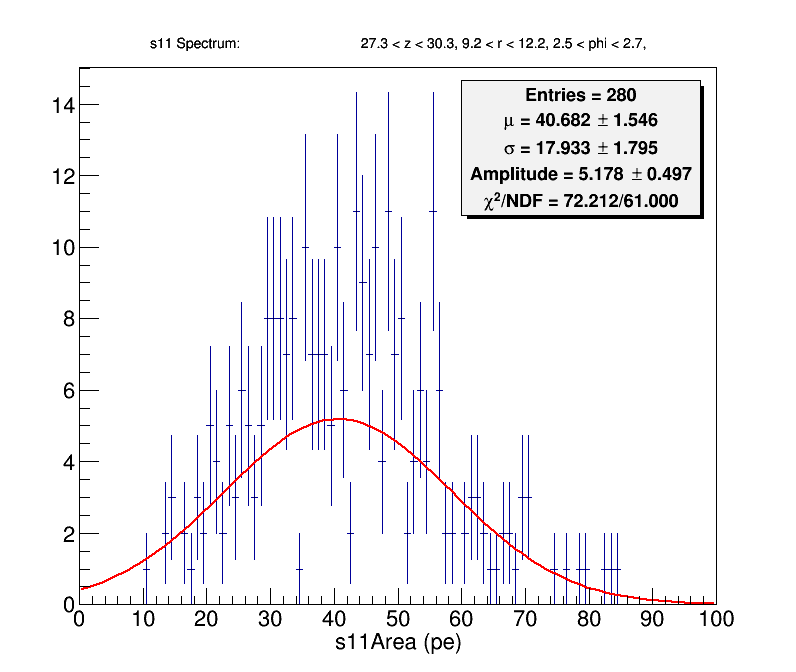 s11 Spectrum: 27.3 < z < 30.3, 9.2 < r < 12.2, 2.5 < phi < 2.7,
Entries = 280
μ = 40.682 ± 1.546
σ = 17.933 ± 1.795
Amplitude = 5.178 ± 0.497
χ²/NDF = 72.212/61.000
14
12
10
8
6
4
2
0
0 10 20 30 40 50 60 70 80 90 100
s11Area (pe)